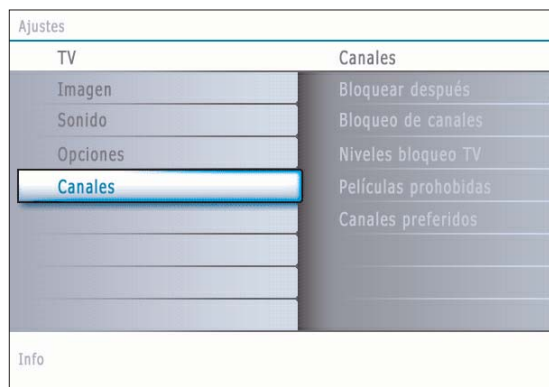 Ajustes
TV
Imagen
Sonido
Opciones
Canales
Canales
Bloquear después
Bloqueo de canales
Niveles bloqueo TV
Películas prohibidas
Canales preferidos
Info